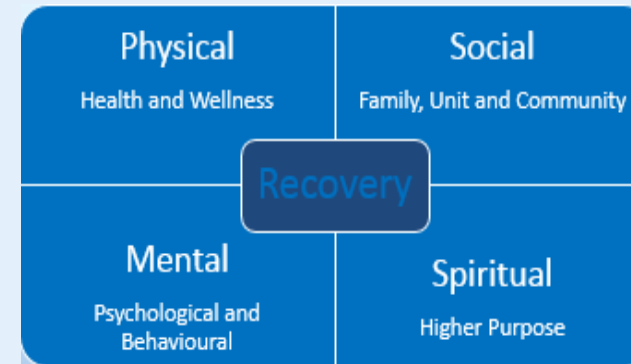 Physical
Health and Wellness
Social
Family, Unit and Community
Recovery
Mental
Psychological and
Behavioural
Spiritual
Higher Purpose